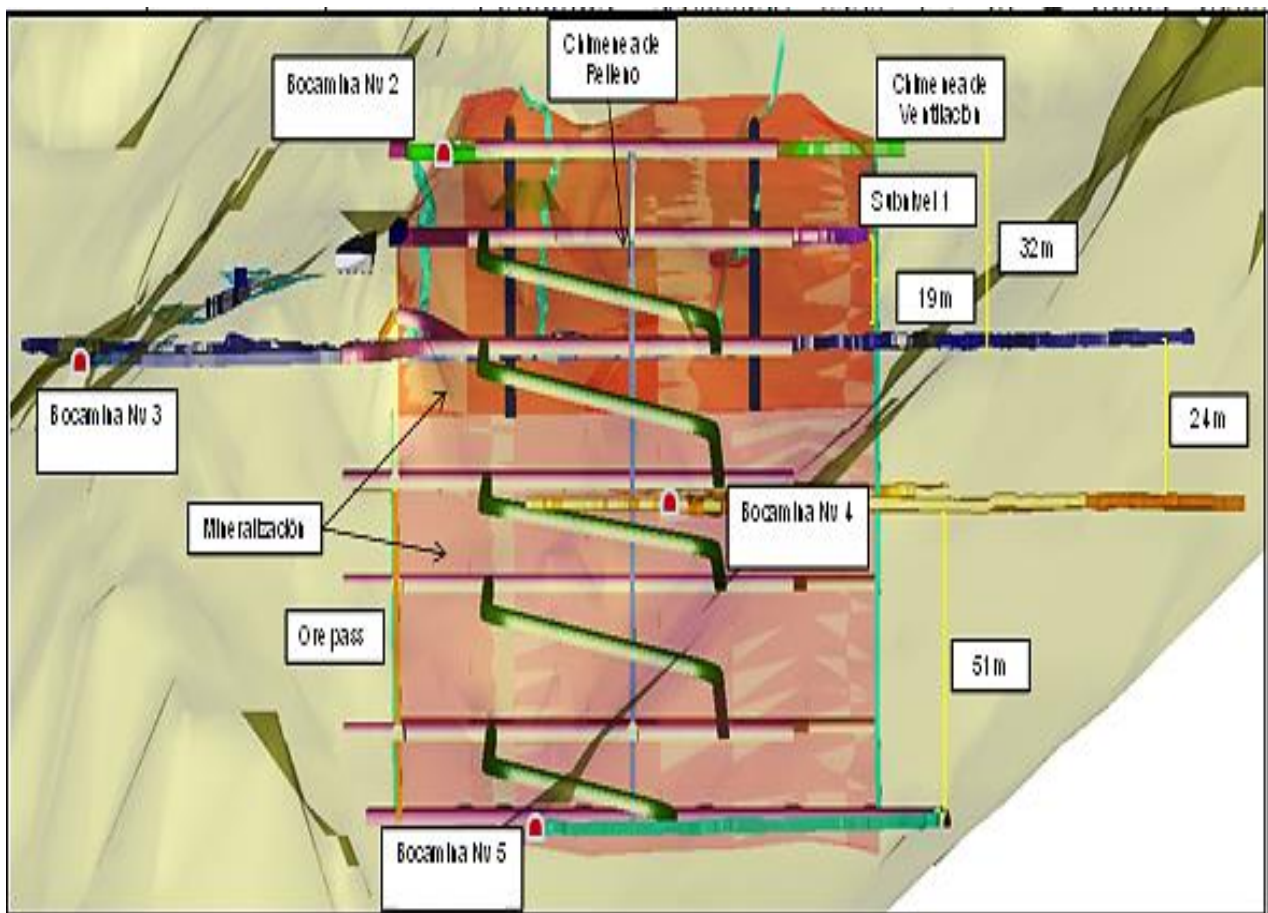 Bocamina Nv 2
Chimenea de
Relleno
Chimenea de
Ventilación
Subnivel 1
32 m
19 m
Bocamina Nv 3
24 m
Mineralización
Bocamina Nv 4
Ore pass
51 m
Bocamina Nv 5